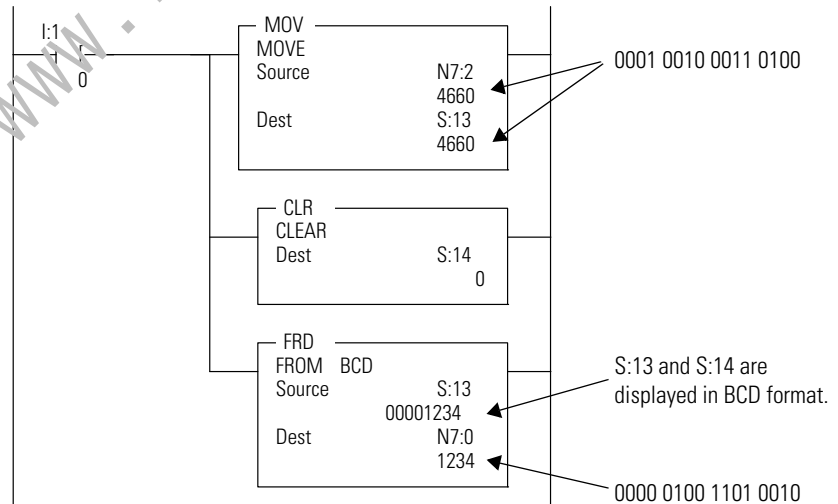 www.
I:1
0
MOV
MOVE
Source N7:2
4660
Dest S:13
4660
0001 0010 0011 0100
CLR
CLEAR
Dest S:14
0
FRD
FROM BCD
Source S:13
00001234
Dest N7:0
1234
S:13 and S:14 are
displayed in BCD format.
0000 0100 1101 0010